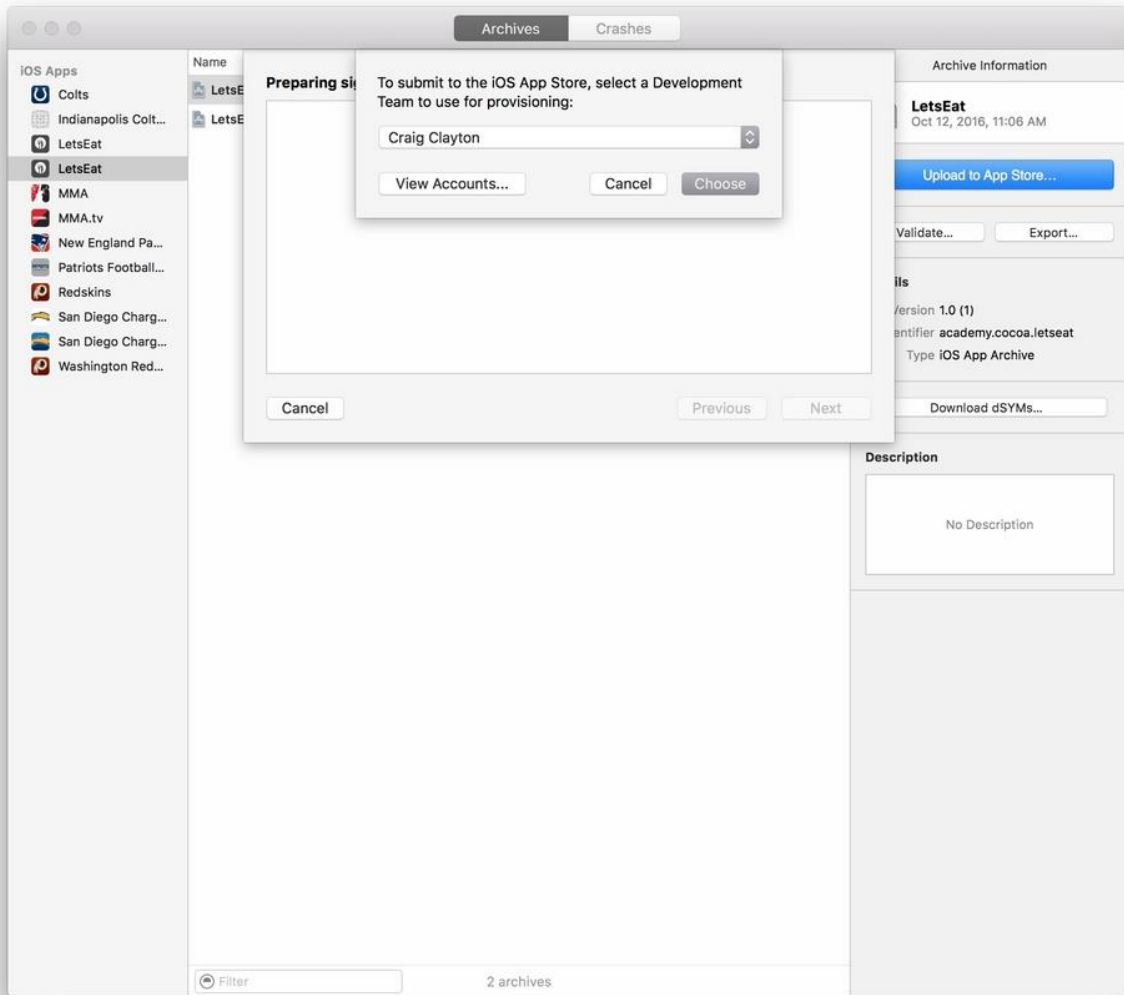 Archives
Crashes
iOS Apps
Colts
Indianapolis Colt...
LetsEat
LetsEat
MMA
MMA.tv
New England Pa...
Patriots Football...
Redskins
San Diego Charg...
San Diego Charg...
Washington Red...
Name
LetsE
LetsE
Preparing si
To submit to the iOS App Store, select a Development
Team to use for provisioning:
Craig Clayton
View Accounts...
Cancel
Choose
Cancel
Previous
Next
Archive Information
LetsEat
Oct 12, 2016, 11:06 AM
Upload to App Store...
Validate...
Export...
ils
Version 1.0 (1)
entifier academy.cocoa.letseat
Type iOS App Archive
Download dSYMs...
Description
No Description
Filter
2 archives